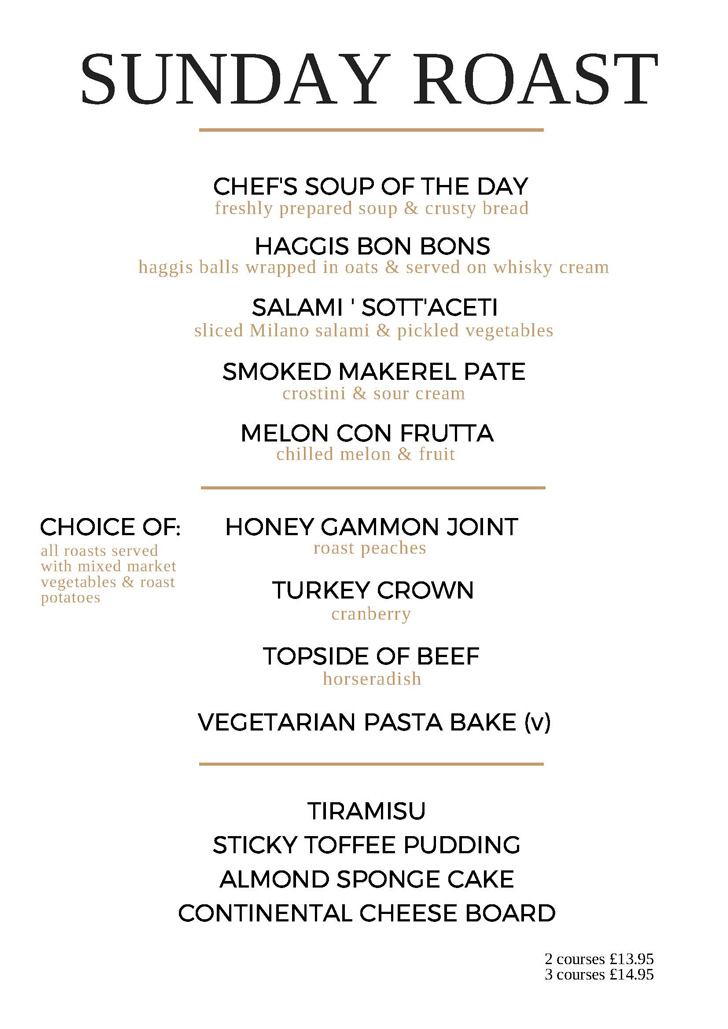 SUNDAY ROAST
CHEF'S SOUP OF THE DAY
freshly prepared soup & crusty bread
HAGGIS BON BONS
haggis balls wrapped in oats & served on whisky cream
SALAMI ' SOTT'ACETI
sliced Milano salami & pickled vegetables
SMOKED MAKEREL PATE
crostini & sour cream
MELON CON FRUTTA
chilled melon & fruit
CHOICE OF:
all roasts served
with mixed market
vegetables & roast
potatoes
HONEY GAMMON JOINT
roast peaches
TURKEY CROWN
cranberry
TOPSIDE OF BEEF
horseradish
VEGETARIAN PASTA BAKE (v)
TIRAMISU
STICKY TOFFEE PUDDING
ALMOND SPONGE CAKE
CONTINENTAL CHEESE BOARD
2 courses £13.95
3 courses £14.95